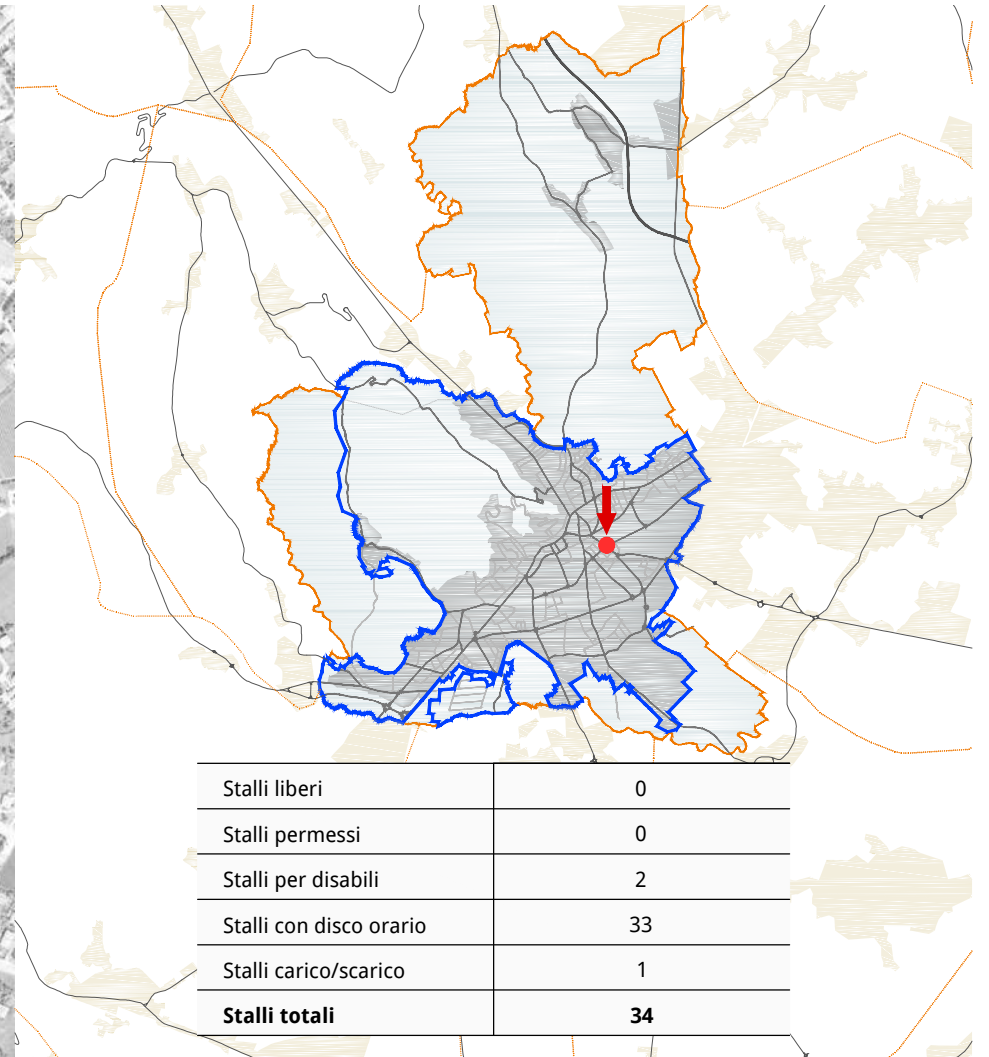 Stalli liberi 0
Stalli permessi 0
Stalli per disabili 2
Stalli con disco orario 33
Stalli carico/scarico 1
Stalli totali 34